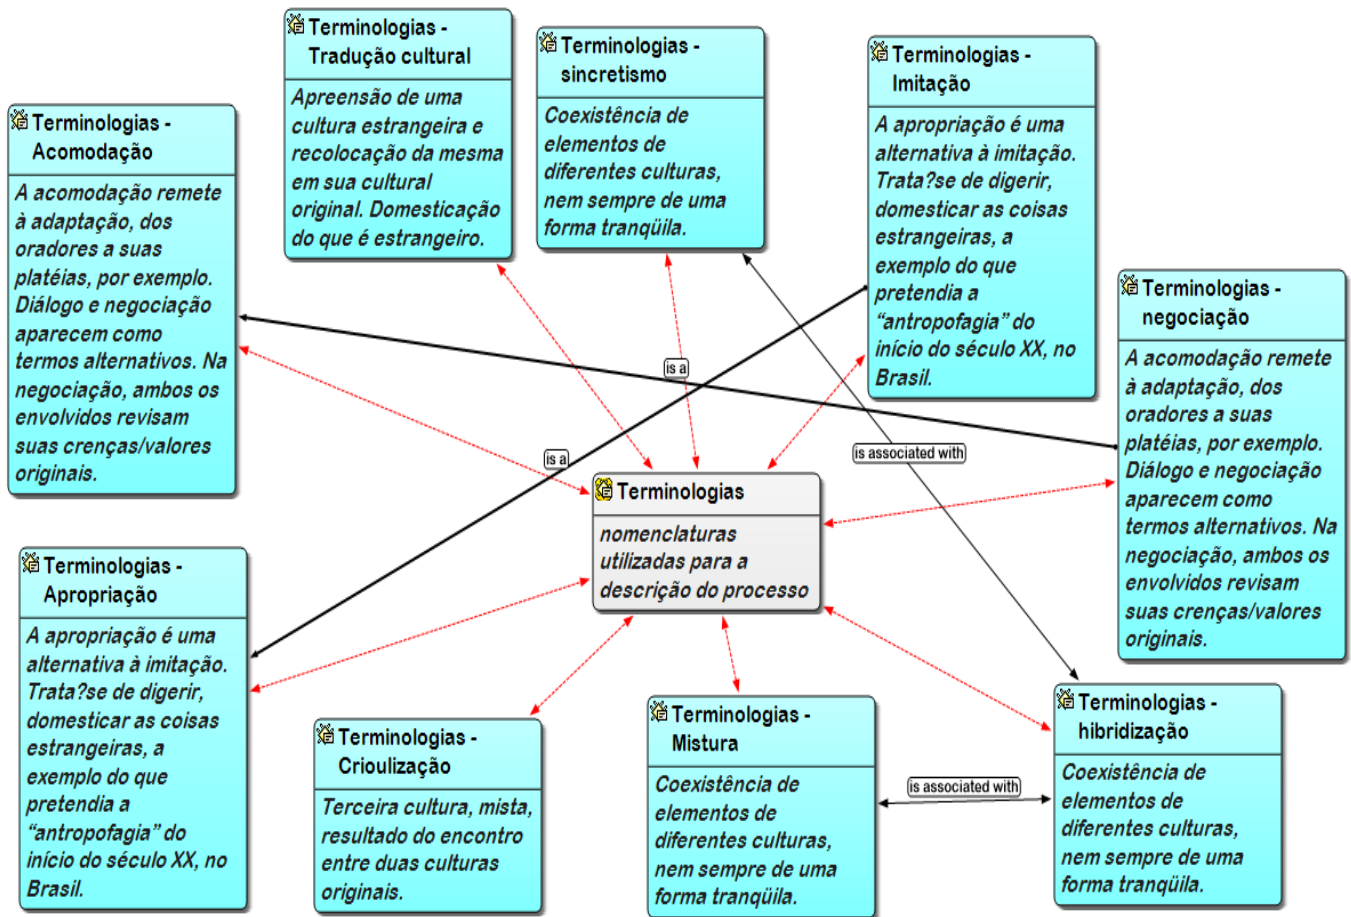 Terminologias -
Tradução cultural
Apreensão de uma
cultura estrangeira e
recolocação da mesma
em sua cultural
original. Domesticação
do que é estrangeiro.
Terminologias -
sincretismo
Coexistência de
elementos de
diferentes culturas,
nem sempre de uma
forma tranqüila.
Terminologias -
Imitação
A apropriação é uma
alternativa à imitação.
Trata?se de digerir,
domesticar as coisas
estrangeiras, a
exemplo do que
pretendia a
“antropofagia” do
início do século XX, no
Brasil.
Terminologias -
Acomodação
A acomodação remete
à adaptação, dos
oradores a suas
platéias, por exemplo.
Diálogo e negociação
aparecem como
termos alternativos. Na
negociação, ambos os
envolvidos revisam
suas crenças/valores
originais.
Terminologias -
negociação
A acomodação remete
à adaptação, dos
oradores a suas
platéias, por exemplo.
Diálogo e negociação
aparecem como
termos alternativos. Na
negociação, ambos os
envolvidos revisam
suas crenças/valores
originais.
is a
is a
is associated with
Terminologias
nomenclaturas
utilizadas para a
descrição do processo
Terminologias -
Apropriação
A apropriação é uma
alternativa à imitação.
Trata?se de digerir,
domesticar as coisas
estrangeiras, a
exemplo do que
pretendia a
“antropofagia” do
início do século XX, no
Brasil.
Terminologias -
Crioulização
Terceira cultura, mista,
resultado do encontro
entre duas culturas
originais.
Terminologias -
Mistura
Coexistência de
elementos de
diferentes culturas,
nem sempre de uma
forma tranqüila.
is associated with
Terminologias -
hibridização
Coexistência de
elementos de
diferentes culturas,
nem sempre de uma
forma tranqüila.